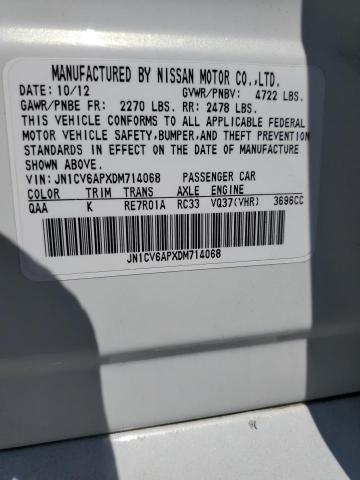 MANUFACTURED BY NISSAN MOTOR CO.,LTD.
DATE: 10/12 GVWR/PNBV: 4722 LBS.
GAWR/PNBE FR: 2270 LBS. RR: 2478 LBS.
THIS VEHICLE CONFORMS TO ALL APPLICABLE FEDERAL
MOTOR VEHICLE SAFETY,BUMPER,AND THEFT PREVENTION
STANDARDS IN EFFECT ON THE DATE OF MANUFACTURE
SHOWN ABOVE.
VIN: JN1CV6APXDM714068 PASSENGER CAR
COLOR TRIM TRANS AXLE ENGINE
QAA K RE7R01A RC33 VQ37(VHR) 3696CC
JN1CV6APXDM714068